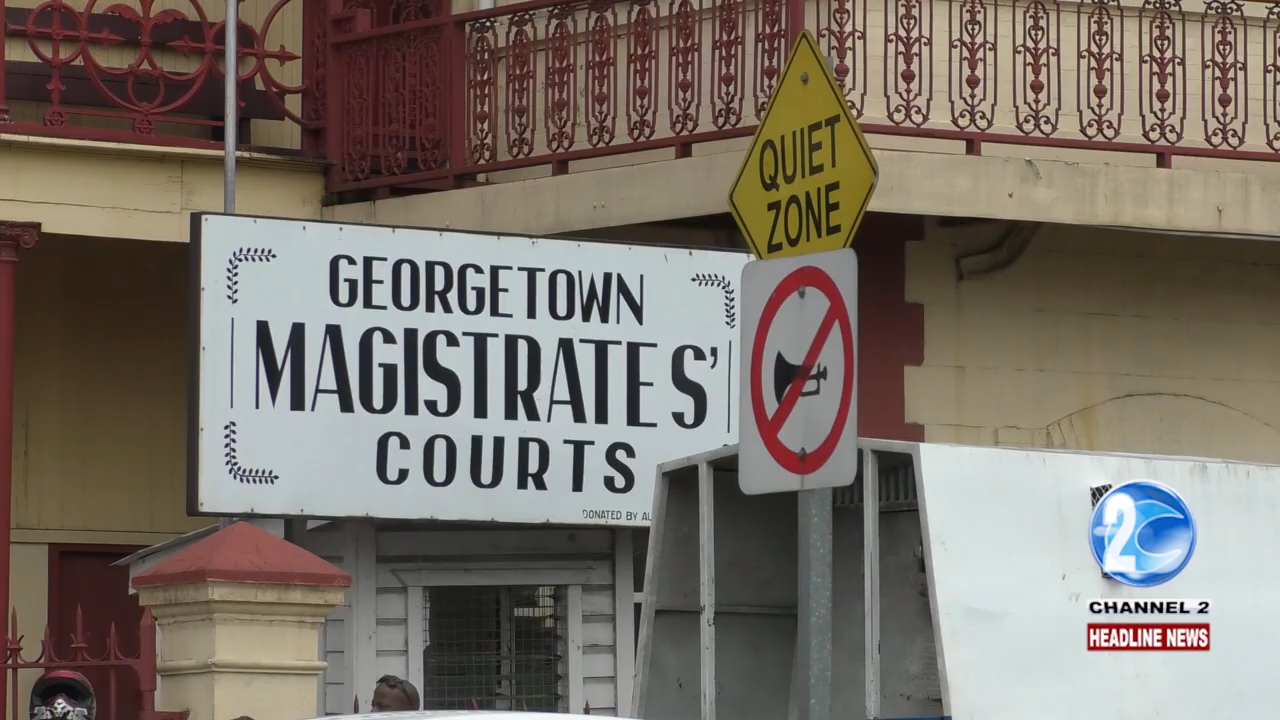 QUIET
ZONE
GEORGETOWN
MAGISTRATES'
COURTS
DONATED BY
2
CHANNEL 2
HEADLINE NEWS